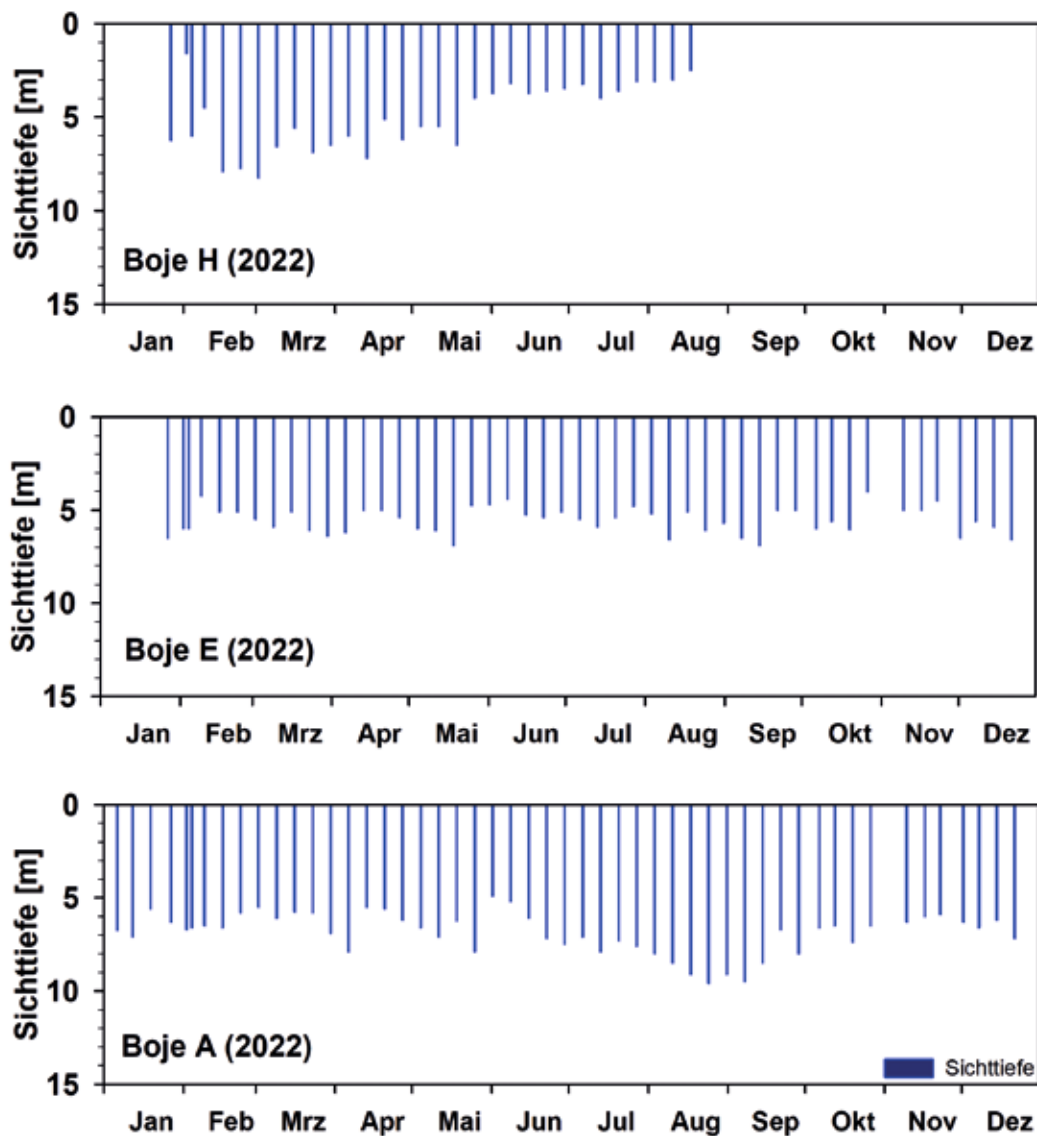 0
5
10
15
Sichttiefe [m]
Boje H (2022)
Jan Feb Mrz Apr Mai Jun Jul Aug Sep Okt Nov Dez
0
5
10
15
Sichttiefe [m]
Boje E (2022)
Jan Feb Mrz Apr Mai Jun Jul Aug Sep Okt Nov Dez
0
5
10
15
Sichttiefe [m]
Boje A (2022)
Sichttiefe
Jan Feb Mrz Apr Mai Jun Jul Aug Sep Okt Nov Dez